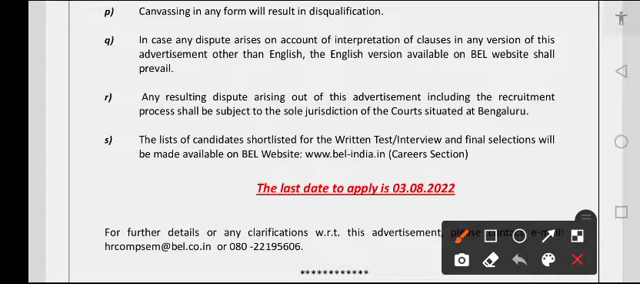 p) Canvassing in any form will result in disqualification.
q) In case any dispute arises on account of interpretation of clauses in any version of this
advertisement other than English, the English version available on BEL website shall
prevail.
r) Any resulting dispute arising out of this advertisement including the recruitment
process shall be subject to the sole jurisdiction of the Courts situated at Bengaluru.
s) The lists of candidates shortlisted for the Written Test/Interview and final selections will
be made available on BEL Website: www.bel-india.in (Careers Section)
The last date to apply is 03.08.2022
For further details or any clarifications w.r.t. this advertisement,
hrcompsem@bel.co.in or 080 -22195606.
************